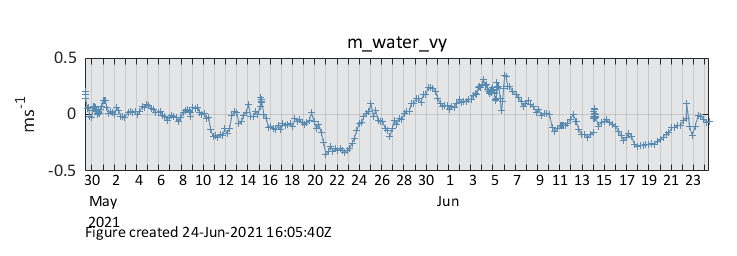 m_water_vy
ms-1
0.5
0
-0.5
30 2 4 6 8 10 12 14 16 18 20 22 24 26 28 30 1 3 5 7 9 11 13 15 17 19 21 23
May Jun
2021
Figure created 24-Jun-2021 16:05:40Z